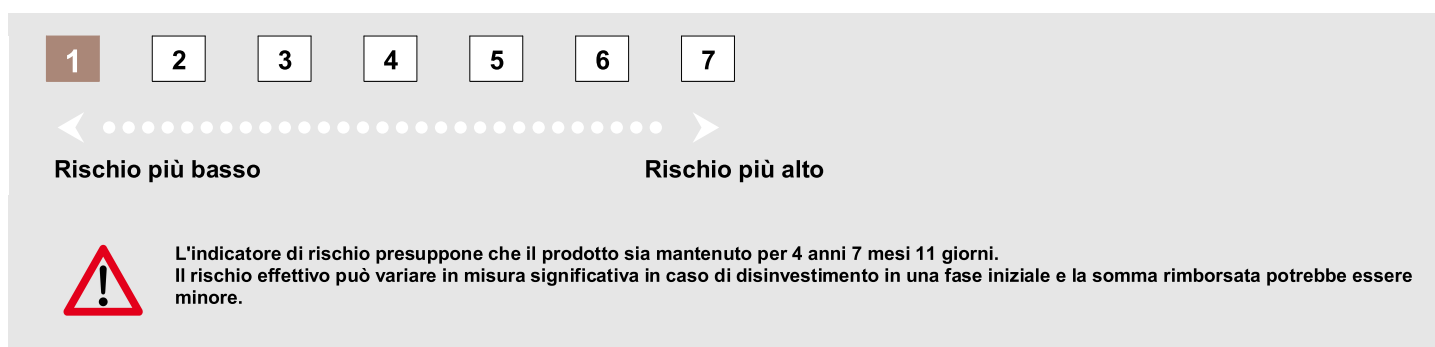 1 2 3 4 5 6 7
Rischio più basso Rischio più alto
L'indicatore di rischio presuppone che il prodotto sia mantenuto per 4 anni 7 mesi 11 giorni.
Il rischio effettivo può variare in misura significativa in caso di disinvestimento in una fase iniziale e la somma rimborsata potrebbe essere
minore.